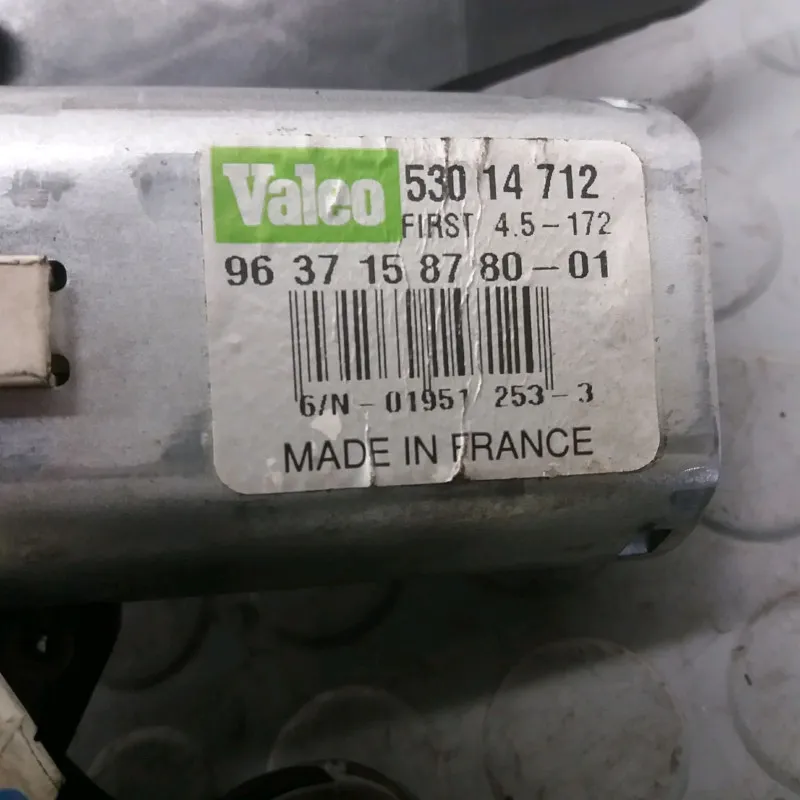 Valeo 530 14 712
FIRST 4.5-172
96 37 15 87 80-01
6/N-01951 253-3
MADE IN FRANCE